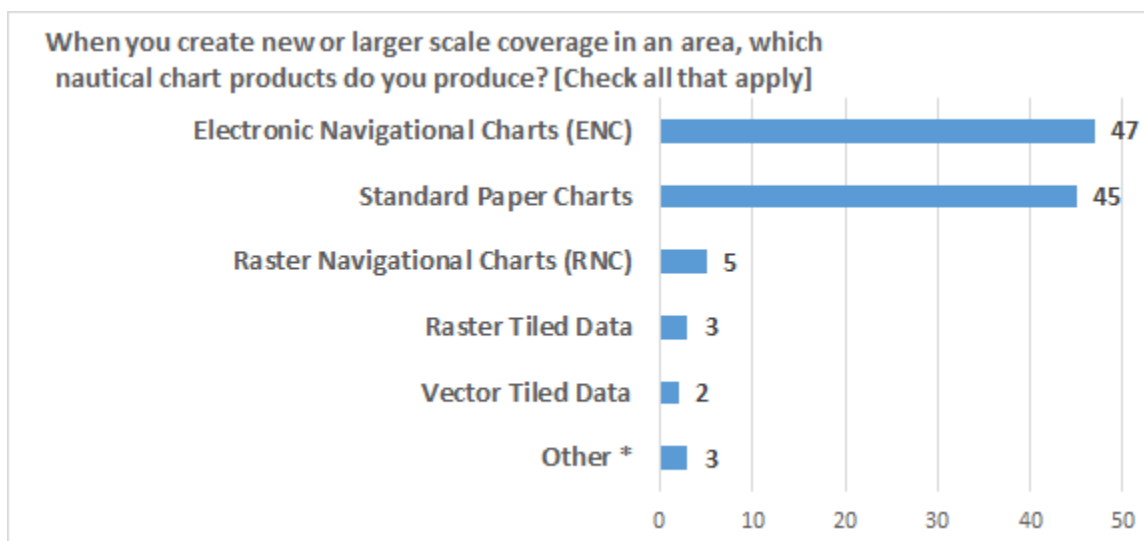 When you create new or larger scale coverage in an area, which
nautical chart products do you produce? [Check all that apply]
Electronic Navigational Charts (ENC) 47
Standard Paper Charts 45
Raster Navigational Charts (RNC) 5
Raster Tiled Data 3
Vector Tiled Data 2
Other * 3
0 10 20 30 40 50